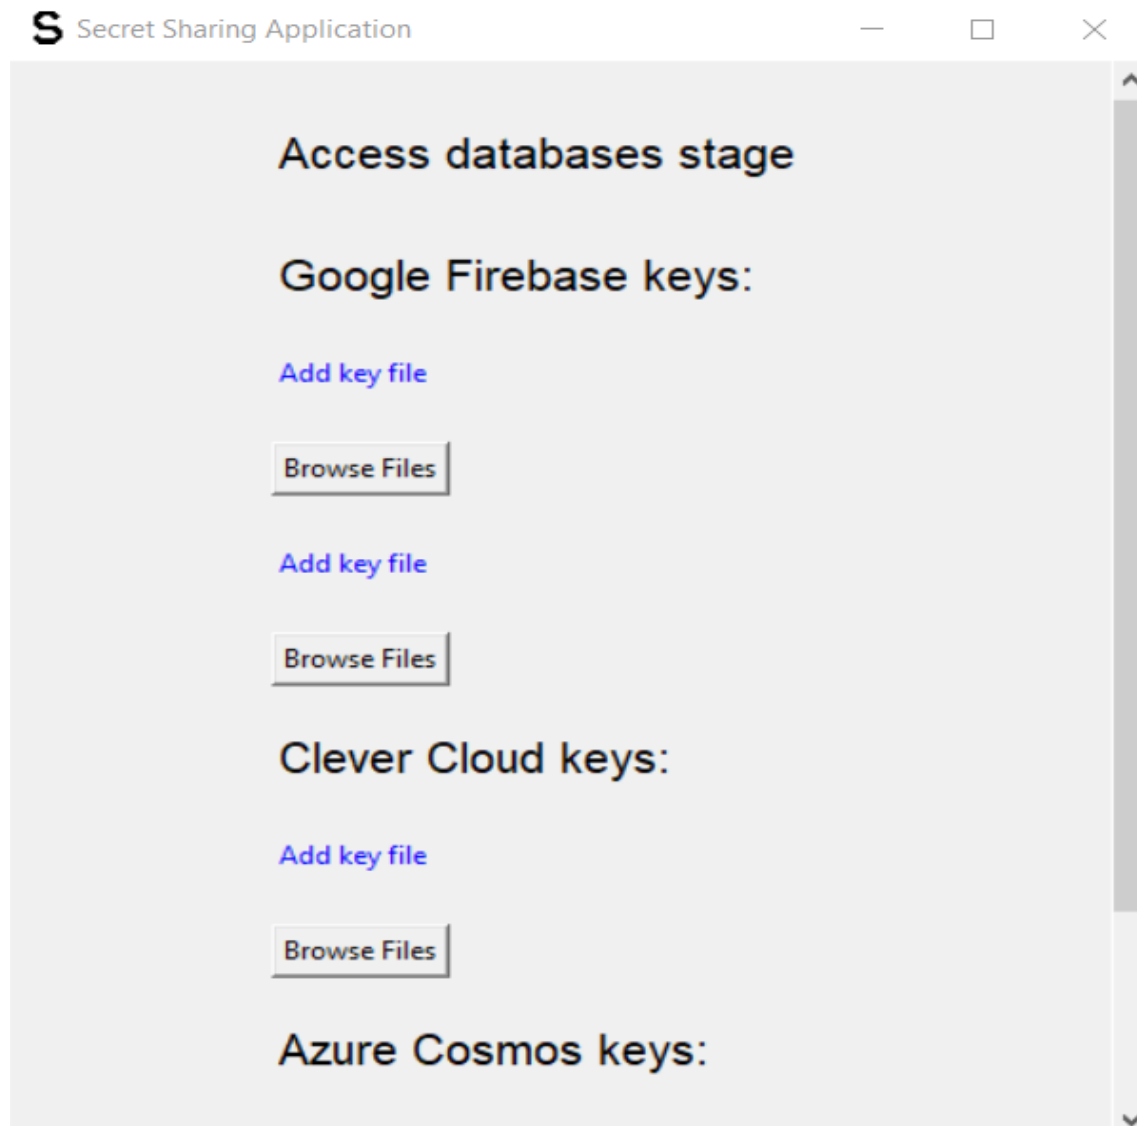 S Secret Sharing Application
Access databases stage
Google Firebase keys:
Add key file
Browse Files
Add key file
Browse Files
Clever Cloud keys:
Add key file
Browse Files
Azure Cosmos keys: